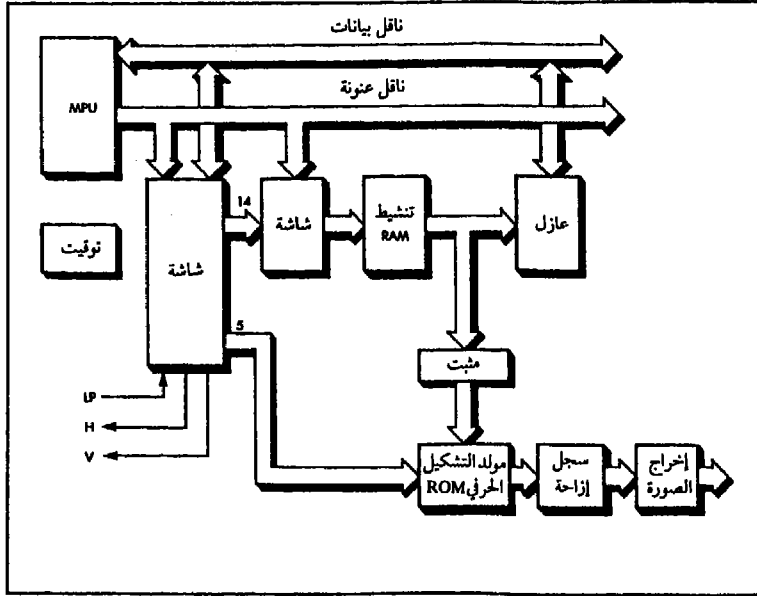 ناقل بيانات
MPU
ناقل عنونة
14
تنشيط
RAM
شاشة
عازل
توقيت
شاشة
5
مثبت
LP
H
V
مولد التشكيل
الحرفي ROM
سجل
إزاحة
إخراج
الصورة